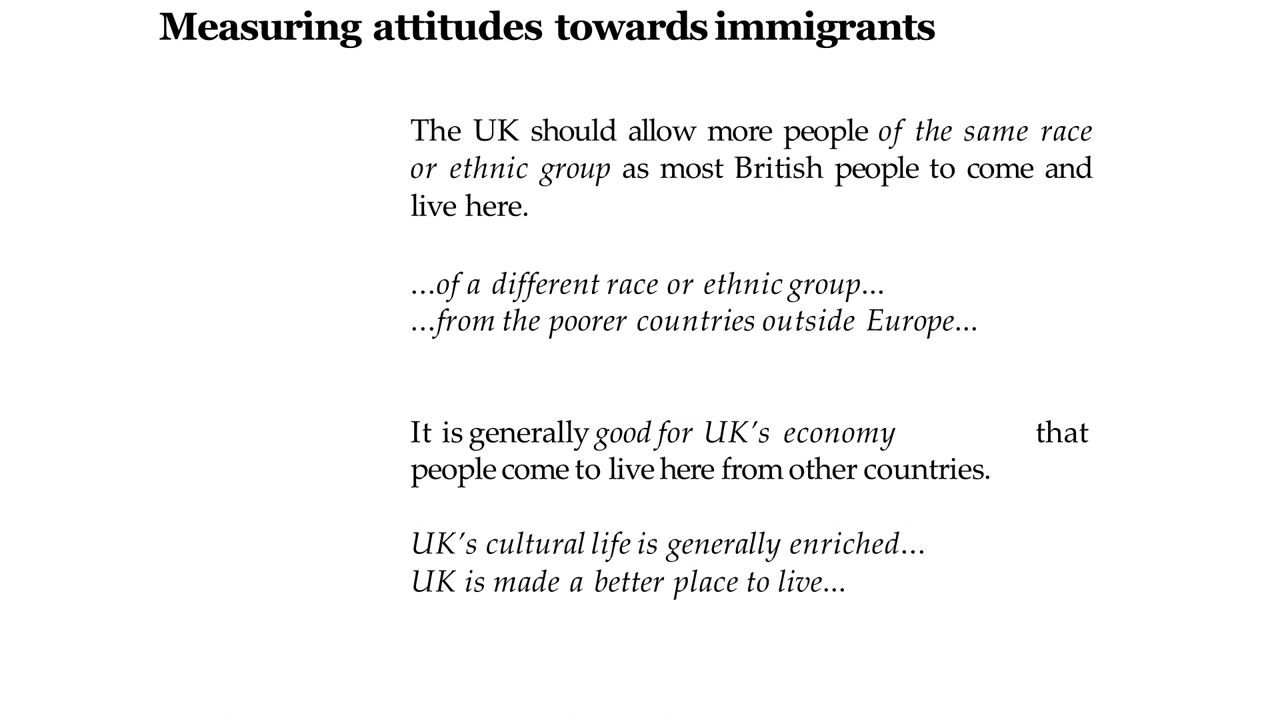 Measuring attitudes towards immigrants
The UK should allow more people of the same race
or ethnic group as most British people to come and
live here.
...of a different race or ethnic group...
...from the poorer countries outside Europe...
It is generally good for UK's economy that
people come to live here from other countries.
UK's cultural life is generally enriched...
UK is made a better place to live...